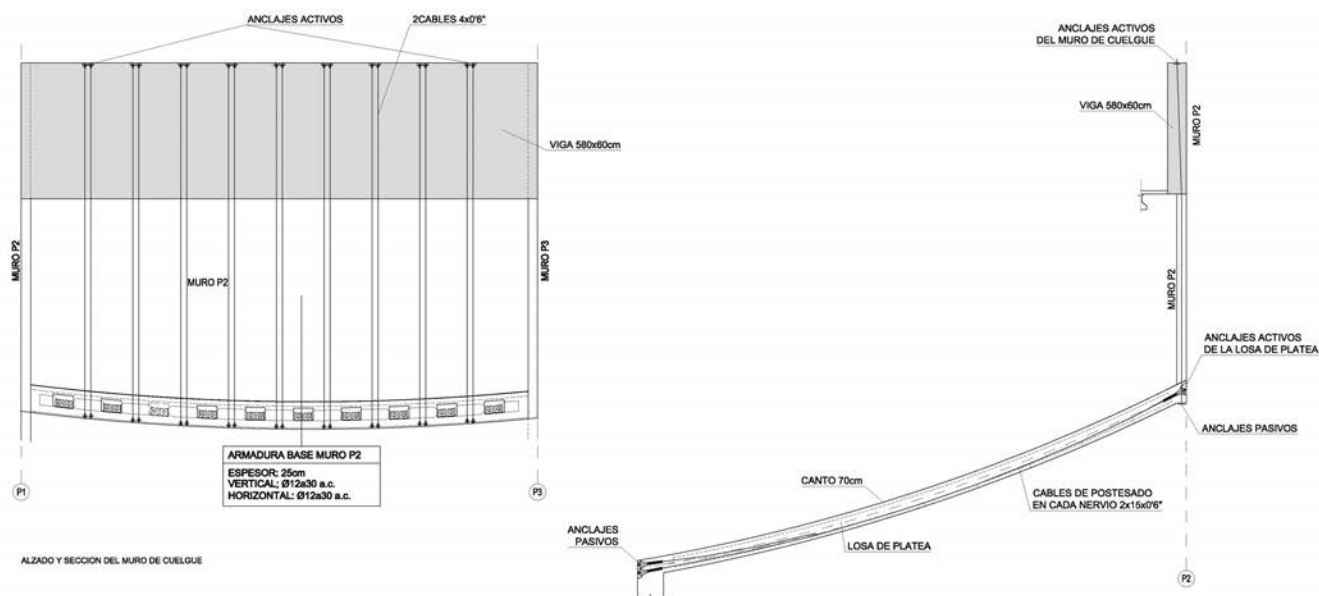 ANCLAJES ACTIVOS
2CABLES 4x0'6"
VIGA 580x60cm
MURO P2
MURO P2
MURO P3
ARMADURA BASE MURO P2
ESPESOR: 25cm
VERTICAL; Ø12a30 a.c.
HORIZONTAL: Ø12a30 a.c.
P1
P3
ALZADO Y SECCION DEL MURO DE CUELGUE
ANCLAJES ACTIVOS
DEL MURO DE CUELGUE
VIGA 580x60cm
MURO P2
MURO P2
ANCLAJES ACTIVOS
DE LA LOSA DE PLATEA
ANCLAJES PASIVOS
CANTO 70cm
CABLES DE POSTESADO
EN CADA NERVIO 2x15x0'6"
ANCLAJES
PASIVOS
LOSA DE PLATEA
P2